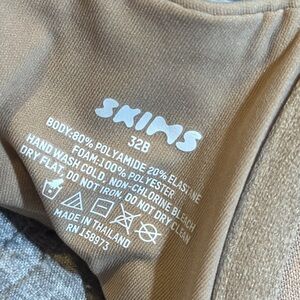 SKIMS
32B
BODY:80% POLYAMIDE 20% ELASTANE
FOAM:100% POLYESTER
HAND WASH COLD, NON-CHLORINE BLEACH
DRY FLAT, DO NOT IRON, DO NOT DRY CLEAN
MADE IN THAILAND
RN 158973